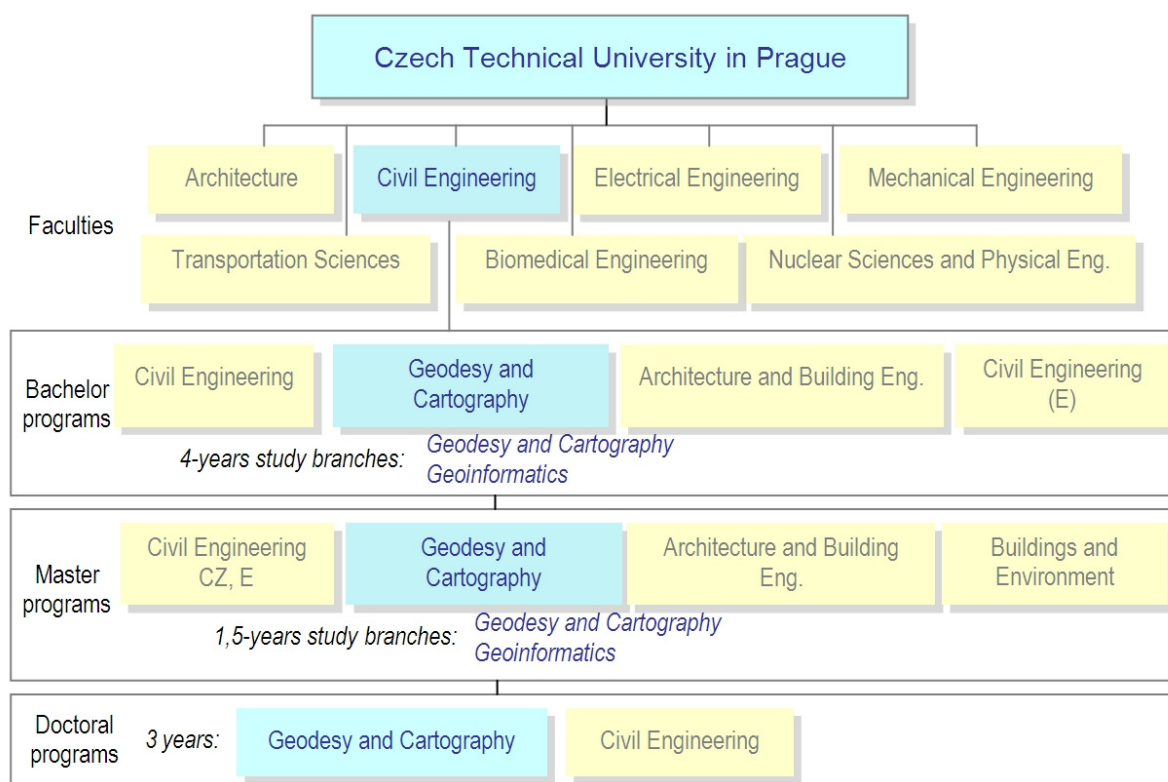 Czech Technical University in Prague
Architecture
Civil Engineering
Electrical Engineering
Mechanical Engineering
Faculties
Transportation Sciences
Biomedical Engineering
Nuclear Sciences and Physical Eng.
Bachelor
programs
Civil Engineering
Geodesy and
Cartography
Architecture and Building Eng.
Civil Engineering
(E)
4-years study branches:
Geodesy and Cartography
Geoinformatics
Master
programs
Civil Engineering
CZ, E
Geodesy and
Cartography
Architecture and Building
Eng.
Buildings and
Environment
1,5-years study branches:
Geodesy and Cartography
Geoinformatics
Doctoral
programs
3 years:
Geodesy and Cartography
Civil Engineering